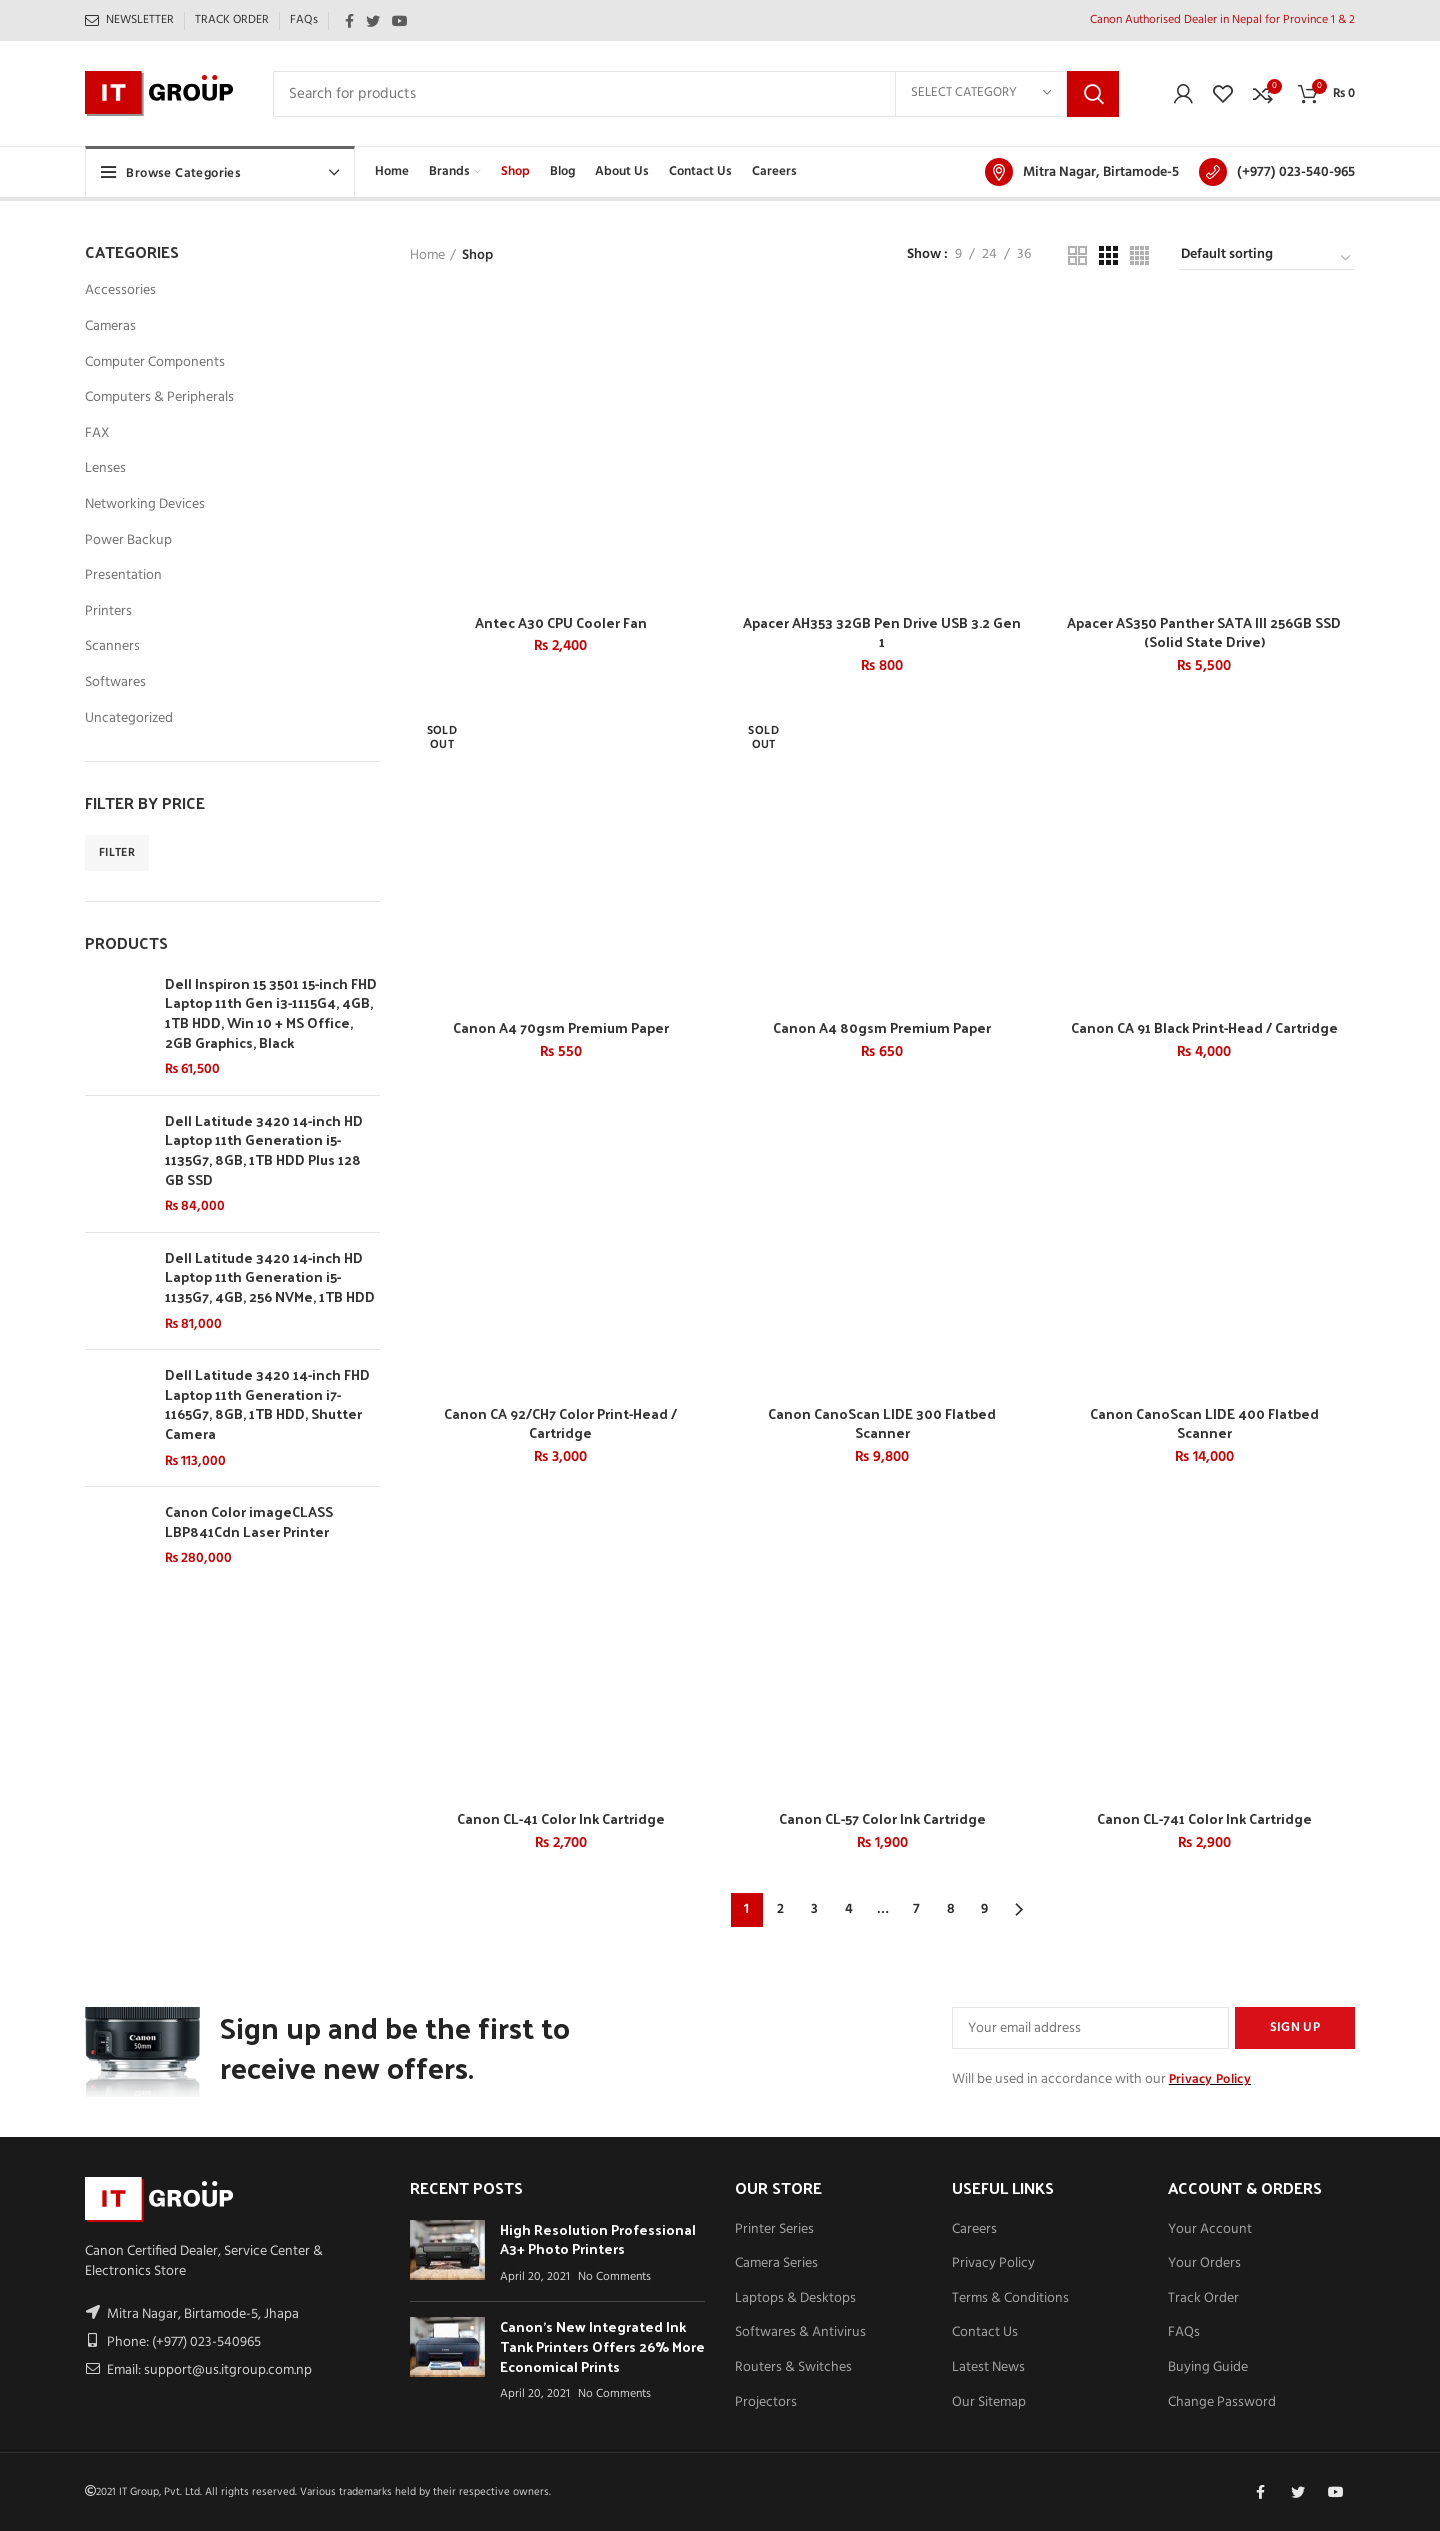 NEWSLETTER
TRACK ORDER
FAQs
Canon Authorised Dealer in Nepal for Province 1 & 2
IT GROÜP
Search for products
SELECT CATEGORY
0
0
Rs 0
Browse Categories
Home
Brands
Shop
Blog
About Us
Contact Us
Careers
Mitra Nagar, Birtamode-5
(+977) 023-540-965
CATEGORIES
Accessories
Cameras
Computer Components
Computers & Peripherals
FAX
Lenses
Networking Devices
Power Backup
Presentation
Printers
Scanners
Softwares
Uncategorized
FILTER BY PRICE
FILTER
PRODUCTS
Dell Inspiron 15 3501 15-inch FHD
Laptop 11th Gen i3-1115G4, 4GB,
1TB HDD, Win 10 + MS Office,
2GB Graphics, Black
Rs 61,500
Dell Latitude 3420 14-inch HD
Laptop 11th Generation i5-
1135G7, 8GB, 1TB HDD Plus 128
GB SSD
Rs 84,000
Dell Latitude 3420 14-inch HD
Laptop 11th Generation i5-
1135G7, 4GB, 256 NVMe, 1TB HDD
Rs 81,000
Dell Latitude 3420 14-inch FHD
Laptop 11th Generation i7-
1165G7, 8GB, 1TB HDD, Shutter
Camera
Rs 113,000
Canon Color imageCLASS
LBP841Cdn Laser Printer
Rs 280,000
Home / Shop
Show : 9 / 24 / 36
Default sorting
Antec A30 CPU Cooler Fan
Rs 2,400
Apacer AH353 32GB Pen Drive USB 3.2 Gen
1
Rs 800
Apacer AS350 Panther SATA III 256GB SSD
(Solid State Drive)
Rs 5,500
SOLD
OUT
Canon A4 70gsm Premium Paper
Rs 550
SOLD
OUT
Canon A4 80gsm Premium Paper
Rs 650
Canon CA 91 Black Print-Head / Cartridge
Rs 4,000
Canon CA 92/CH7 Color Print-Head /
Cartridge
Rs 3,000
Canon CanoScan LIDE 300 Flatbed
Scanner
Rs 9,800
Canon CanoScan LIDE 400 Flatbed
Scanner
Rs 14,000
Canon CL-41 Color Ink Cartridge
Rs 2,700
Canon CL-57 Color Ink Cartridge
Rs 1,900
Canon CL-741 Color Ink Cartridge
Rs 2,900
1 2 3 4 … 7 8 9
Canon
50mm
Sign up and be the first to
receive new offers.
Your email address
SIGN UP
Will be used in accordance with our Privacy Policy
IT GROÜP
Canon Certified Dealer, Service Center &
Electronics Store
Mitra Nagar, Birtamode-5, Jhapa
Phone: (+977) 023-540965
Email: support@us.itgroup.com.np
RECENT POSTS
High Resolution Professional
A3+ Photo Printers
April 20, 2021 No Comments
Canon’s New Integrated Ink
Tank Printers Offers 26% More
Economical Prints
April 20, 2021 No Comments
OUR STORE
Printer Series
Camera Series
Laptops & Desktops
Softwares & Antivirus
Routers & Switches
Projectors
USEFUL LINKS
Careers
Privacy Policy
Terms & Conditions
Contact Us
Latest News
Our Sitemap
ACCOUNT & ORDERS
Your Account
Your Orders
Track Order
FAQs
Buying Guide
Change Password
©2021 IT Group, Pvt. Ltd. All rights reserved. Various trademarks held by their respective owners.